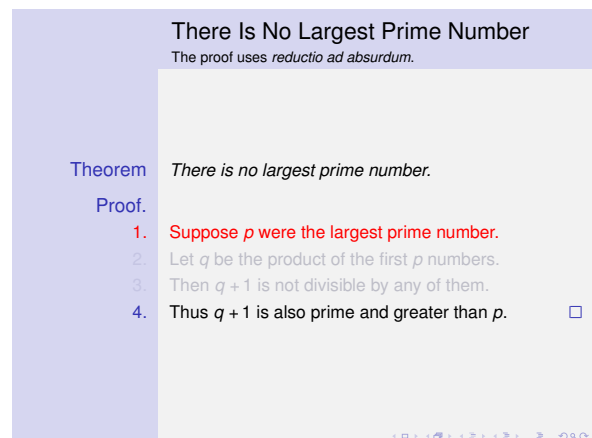 There Is No Largest Prime Number
The proof uses reductio ad absurdum.
Theorem There is no largest prime number.
Proof.
1. Suppose p were the largest prime number.
2. Let q be the product of the first p numbers.
3. Then q + 1 is not divisible by any of them.
4. Thus q + 1 is also prime and greater than p. □